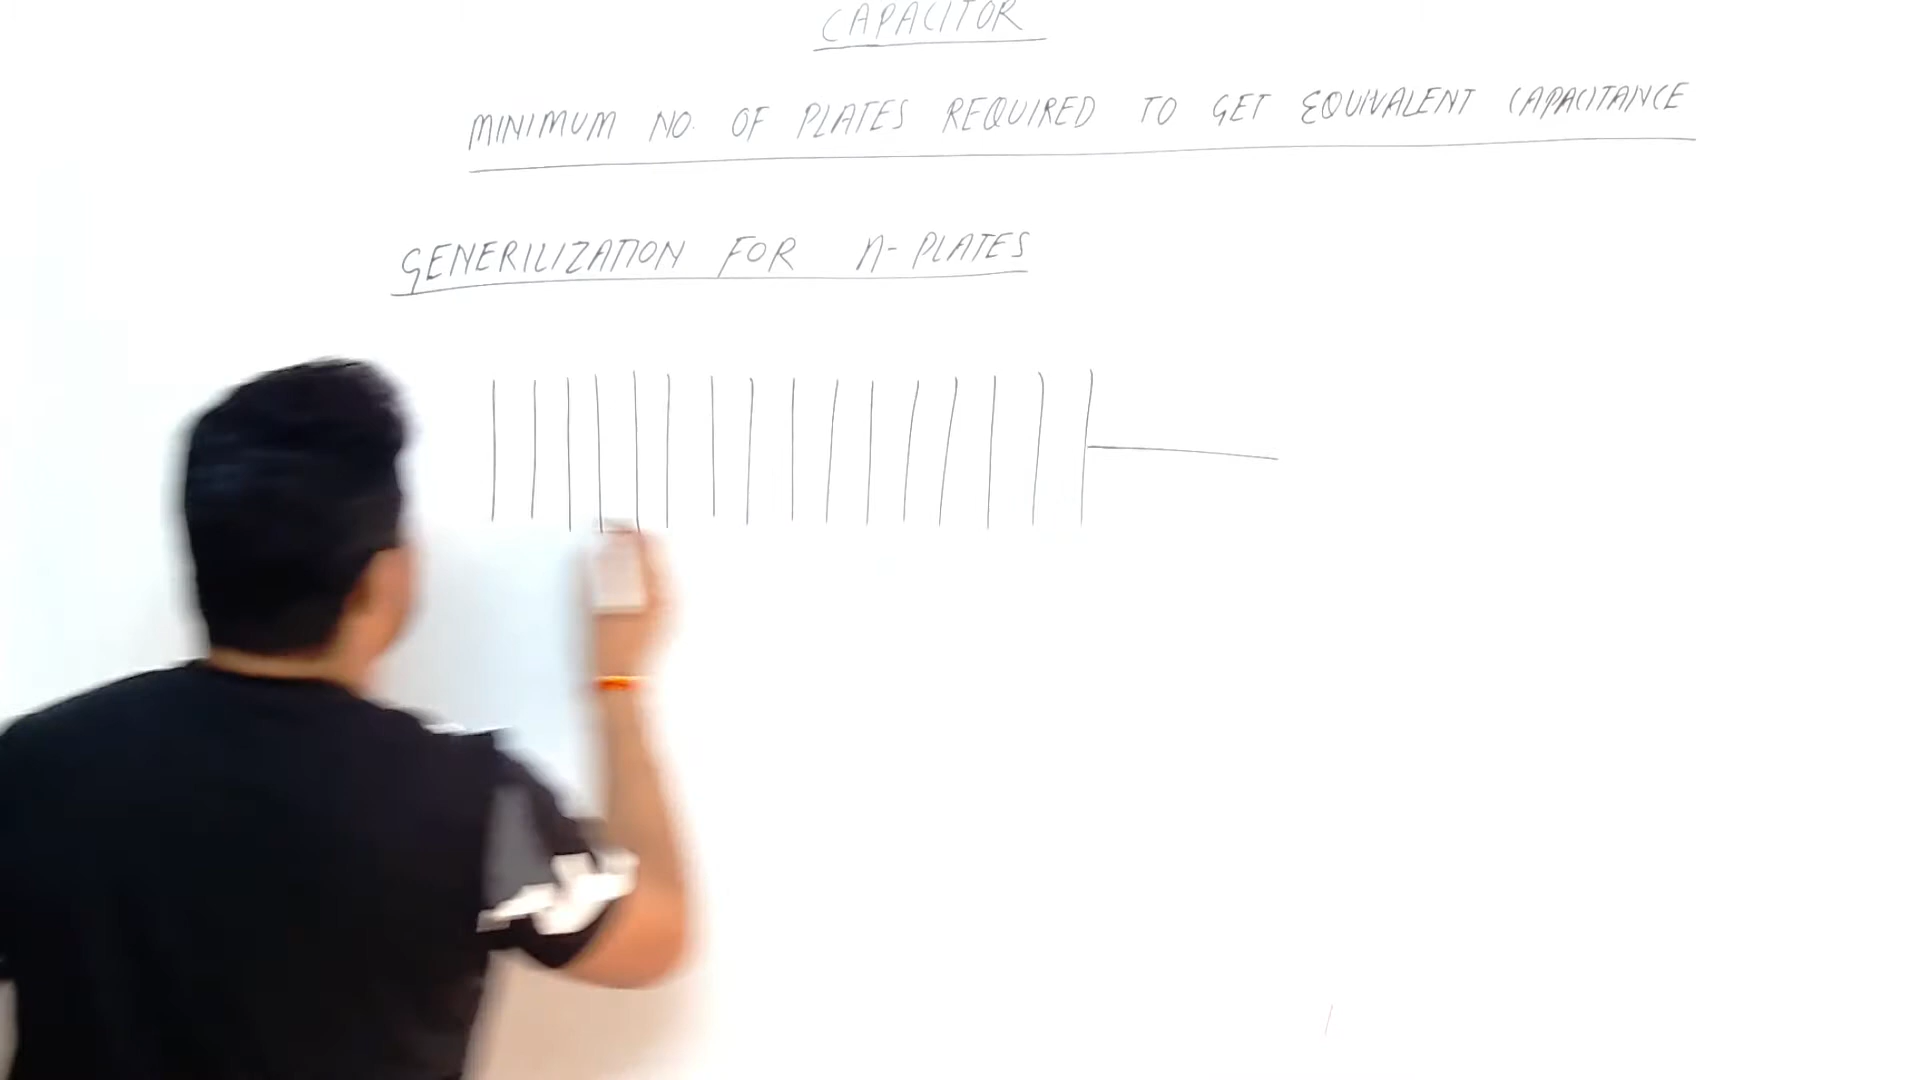 CAPACITOR
MINIMUM NO. OF PLATES REQUIRED TO GET EQUIVALENT CAPACITANCE
GENERILIZATION FOR n-PLATES